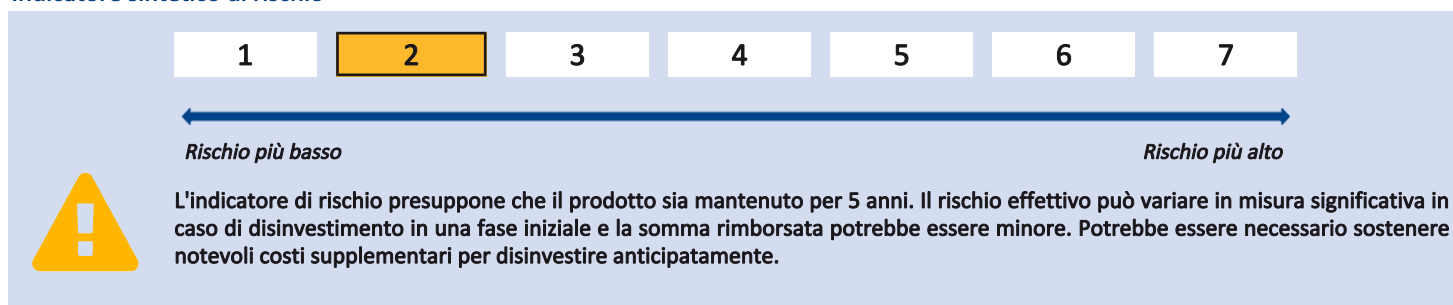 1 2 3 4 5 6 7
Rischio più basso Rischio più alto
L'indicatore di rischio presuppone che il prodotto sia mantenuto per 5 anni. Il rischio effettivo può variare in misura significativa in
caso di disinvestimento in una fase iniziale e la somma rimborsata potrebbe essere minore. Potrebbe essere necessario sostenere
notevoli costi supplementari per disinvestire anticipatamente.